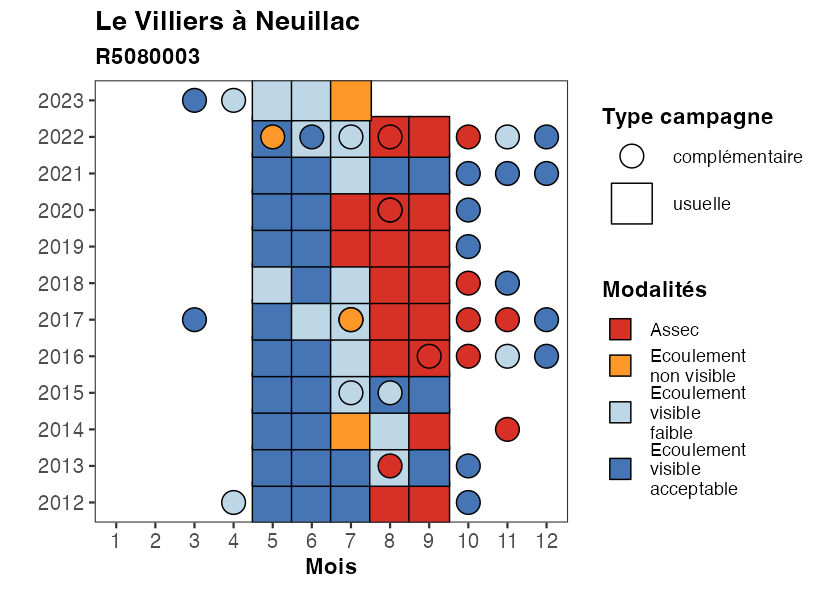 Le Villiers à Neuillac
R5080003
2023
2022
2021
2020
2019
2018
2017
2016
2015
2014
2013
2012
1 2 3 4 5 6 7 8 9 10 11 12
Mois
Type campagne
complémentaire
usuelle
Modalités
Assec
Ecoulement
non visible
Ecoulement
visible
faible
Ecoulement
visible
acceptable